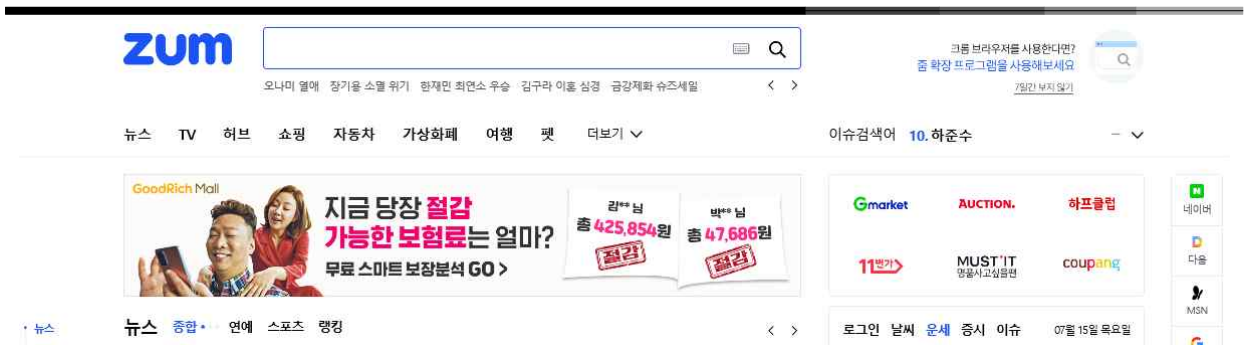 zum
크롬 브라우저를 사용한다면?
줌 확장 프로그램을 사용해보세요
7일간 보지 않기
오나미 열애 장기용 소멸 위기 한재민 최연소 우승 김구라 이혼 심경 금강제화 슈즈세일
뉴스 TV 허브 쇼핑 자동차 가상화폐 여행 펫 더보기
이슈검색어 10. 하준수
GoodRich Mall
지금 당장 절감
가능한 보험료는 얼마?
무료 스마트 보장분석 GO >
김** 님
총 425,854원
절감
박** 님
총 47,686원
절감
Gmarket AUCTION. 하프클럽
11번가 MUST'IT 명품사고싶을땐 coupang
네이버
다음
MSN
뉴스
뉴스 종합 연예 스포츠 랭킹
로그인 날씨 운세 증시 이슈 07월 15일 목요일